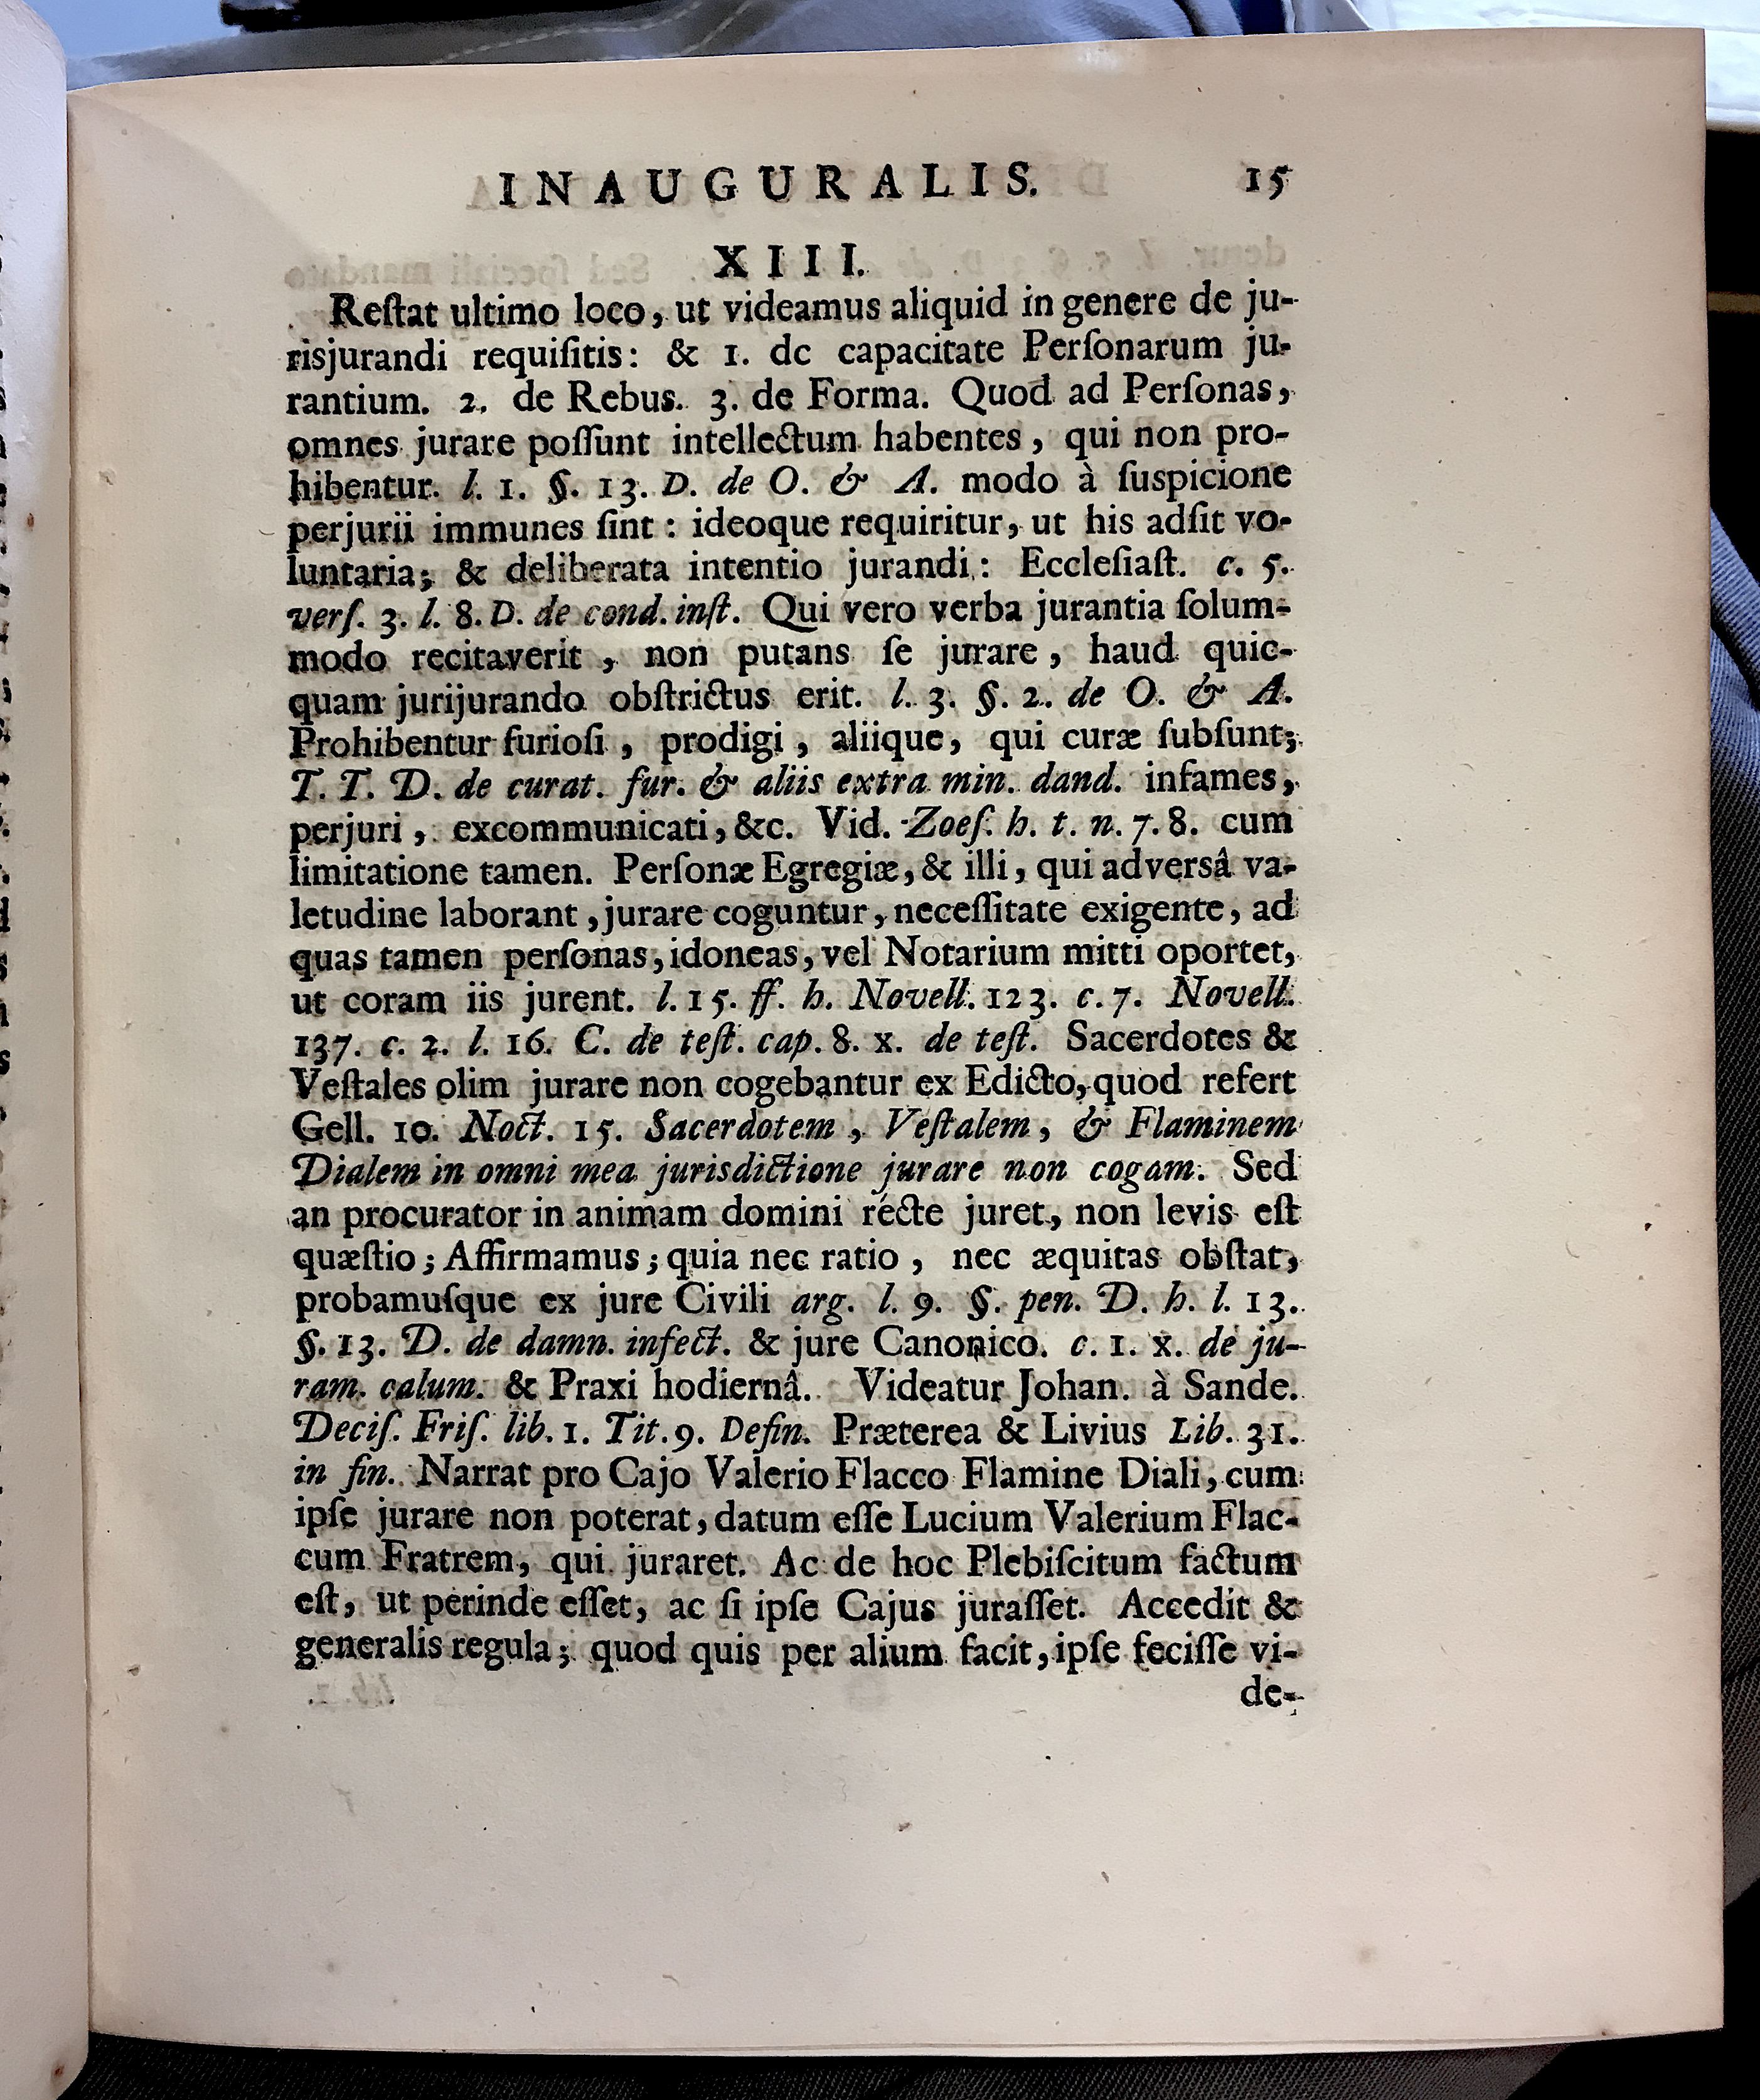 INAUGURALIS. 15
XIII.
Reſtat ultimo loco, ut videamus aliquid in genere de ju-
risjurandi requiſitis: & 1. dc capacitate Perſonarum ju-
rantium. 2. de Rebus. 3. de Forma. Quod ad Perſonas,
omnes jurare poſſunt intellectum habentes, qui non pro-
hibentur. l. 1. §. 13. D. de O. & A. modo à ſuspicione
perjurii immunes ſint: ideoque requiritur, ut his adſit vo-
luntaria; & deliberata intentio jurandi: Eccleſiaſt. c. 5.
verſ. 3. l. 8. D. de cond. inſt. Qui vero verba jurantia ſolum-
modo recitaverit, non putans ſe jurare, haud quic-
quam jurijurando obſtrictus erit. l. 3. §. 2. de O. & A.
Prohibentur furioſi, prodigi, aliique, qui curæ ſubſunt;
T. T. D. de curat. fur. & aliis extra min. dand. infames,
perjuri, excommunicati, &c. Vid. Zoeſ. h. t. n. 7. 8. cum
limitatione tamen. Perſonæ Egregiæ, & illi, qui adversâ va-
letudine laborant, jurare coguntur, neceſſitate exigente, ad
quas tamen perſonas, idoneas, vel Notarium mitti oportet,
ut coram iis jurent. l. 15. ff. h. Novell. 123. c. 7. Novell.
137. c. 2. l. 16. C. de teſt. cap. 8. x. de teſt. Sacerdotes &
Veſtales olim jurare non cogebantur ex Edicto, quod refert
Gell. 10. Noct. 15. Sacerdotem, Veſtalem, & Flaminem
Dialem in omni mea jurisdictione jurare non cogam. Sed
an procurator in animam domini récte juret, non levis eſt
quæſtio; Affirmamus; quia nec ratio, nec æquitas obſtat,
probamuſque ex jure Civili arg. l. 9. §. pen. D. h. l. 13.
§. 13. D. de damn. infect. & jure Canonico. c. 1. x. de ju-
ram. calum. & Praxi hodiernâ. Videatur Johan. à Sande.
Deciſ. Friſ. lib. 1. Tit. 9. Defin. Præterea & Livius Lib. 31.
in fin. Narrat pro Cajo Valerio Flacco Flamine Diali, cum
ipſe jurare non poterat, datum eſſe Lucium Valerium Flac-
cum Fratrem, qui juraret. Ac de hoc Plebiſcitum factum
eſt, ut perinde eſſet, ac ſi ipſe Cajus juraſſet. Accedit &
generalis regula; quod quis per alium facit, ipſe feciſſe vi-
de-